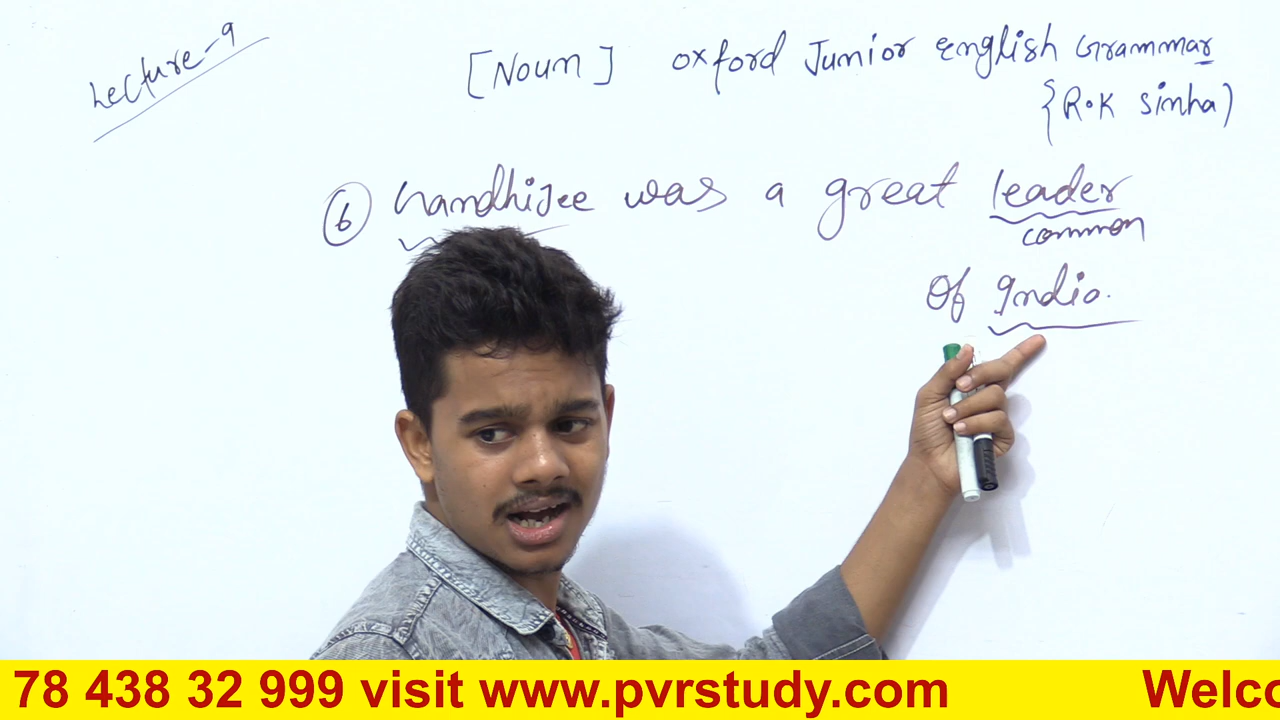 Lecture-9
[Noun] Oxford Junior English Grammar
{R.K Sinha)
6 Gandhijee was a great leader
common
Of India.
78 438 32 999 visit www.pvrstudy.com Welco